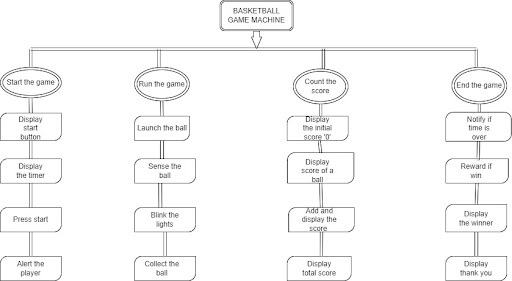 BASKETBALL
GAME MACHINE
Start the game
Run the game
Count the
score
End the game
Display
start
button
Launch the ball
Display
the initial
score '0'
Notify if
time is
over
Display
the timer
Sense the
ball
Display
score of a
ball
Reward if
win
Press start
Blink the
lights
Add and
display the
score
Display
the winner
Alert the
player
Collect the
ball
Display
total score
Display
thank you